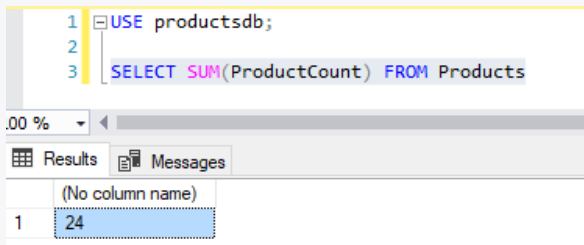 1 USE productsdb;
2
3 SELECT SUM(ProductCount) FROM Products
.00 %
Results Messages
(No column name)
1 24